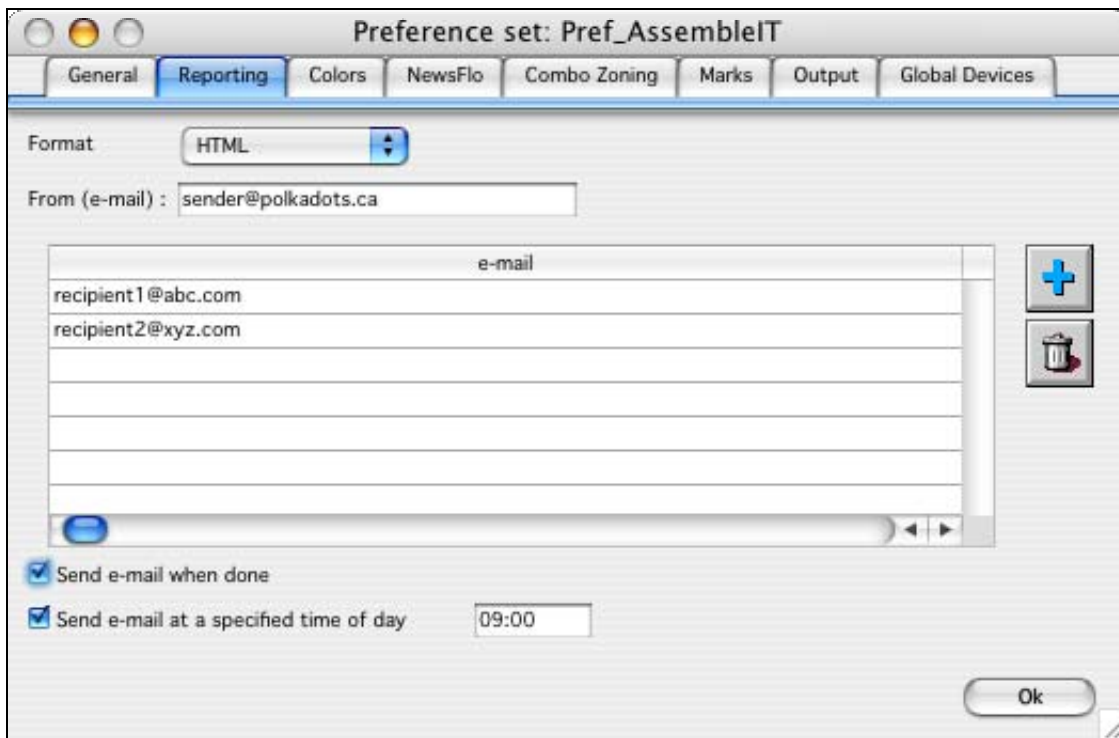 Preference set: Pref_AssembleIT
General Reporting Colors NewsFlo Combo Zoning Marks Output Global Devices
Format HTML
From (e-mail) : sender@polkadots.ca
e-mail
recipient1@abc.com
recipient2@xyz.com
Send e-mail when done
Send e-mail at a specified time of day 09:00
Ok